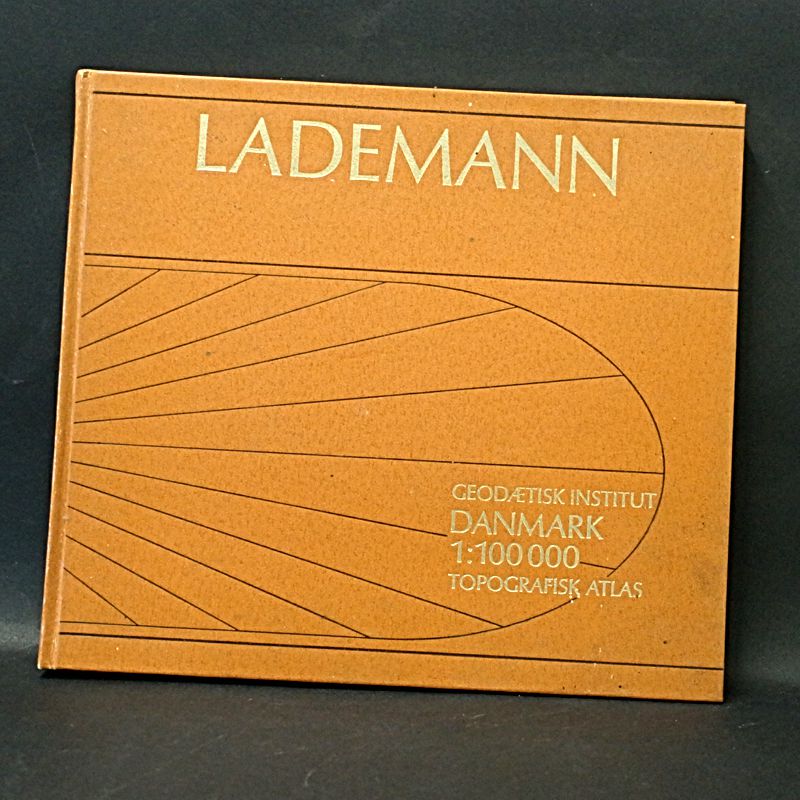 LADEMANN
GEODÆTISK INSTITUT
DANMARK
1:100 000
TOPOGRAFISK ATLAS